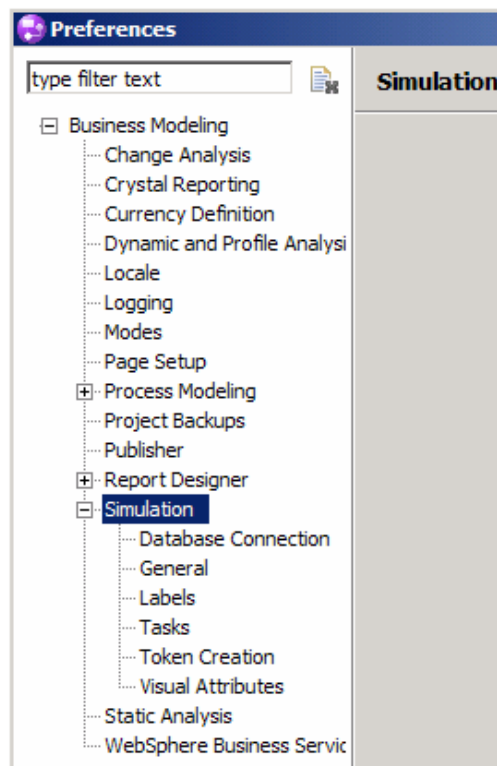 Preferences
type filter text
Simulation
Business Modeling
Change Analysis
Crystal Reporting
Currency Definition
Dynamic and Profile Analysi
Locale
Logging
Modes
Page Setup
Process Modeling
Project Backups
Publisher
Report Designer
Simulation
Database Connection
General
Labels
Tasks
Token Creation
Visual Attributes
Static Analysis
WebSphere Business Servic